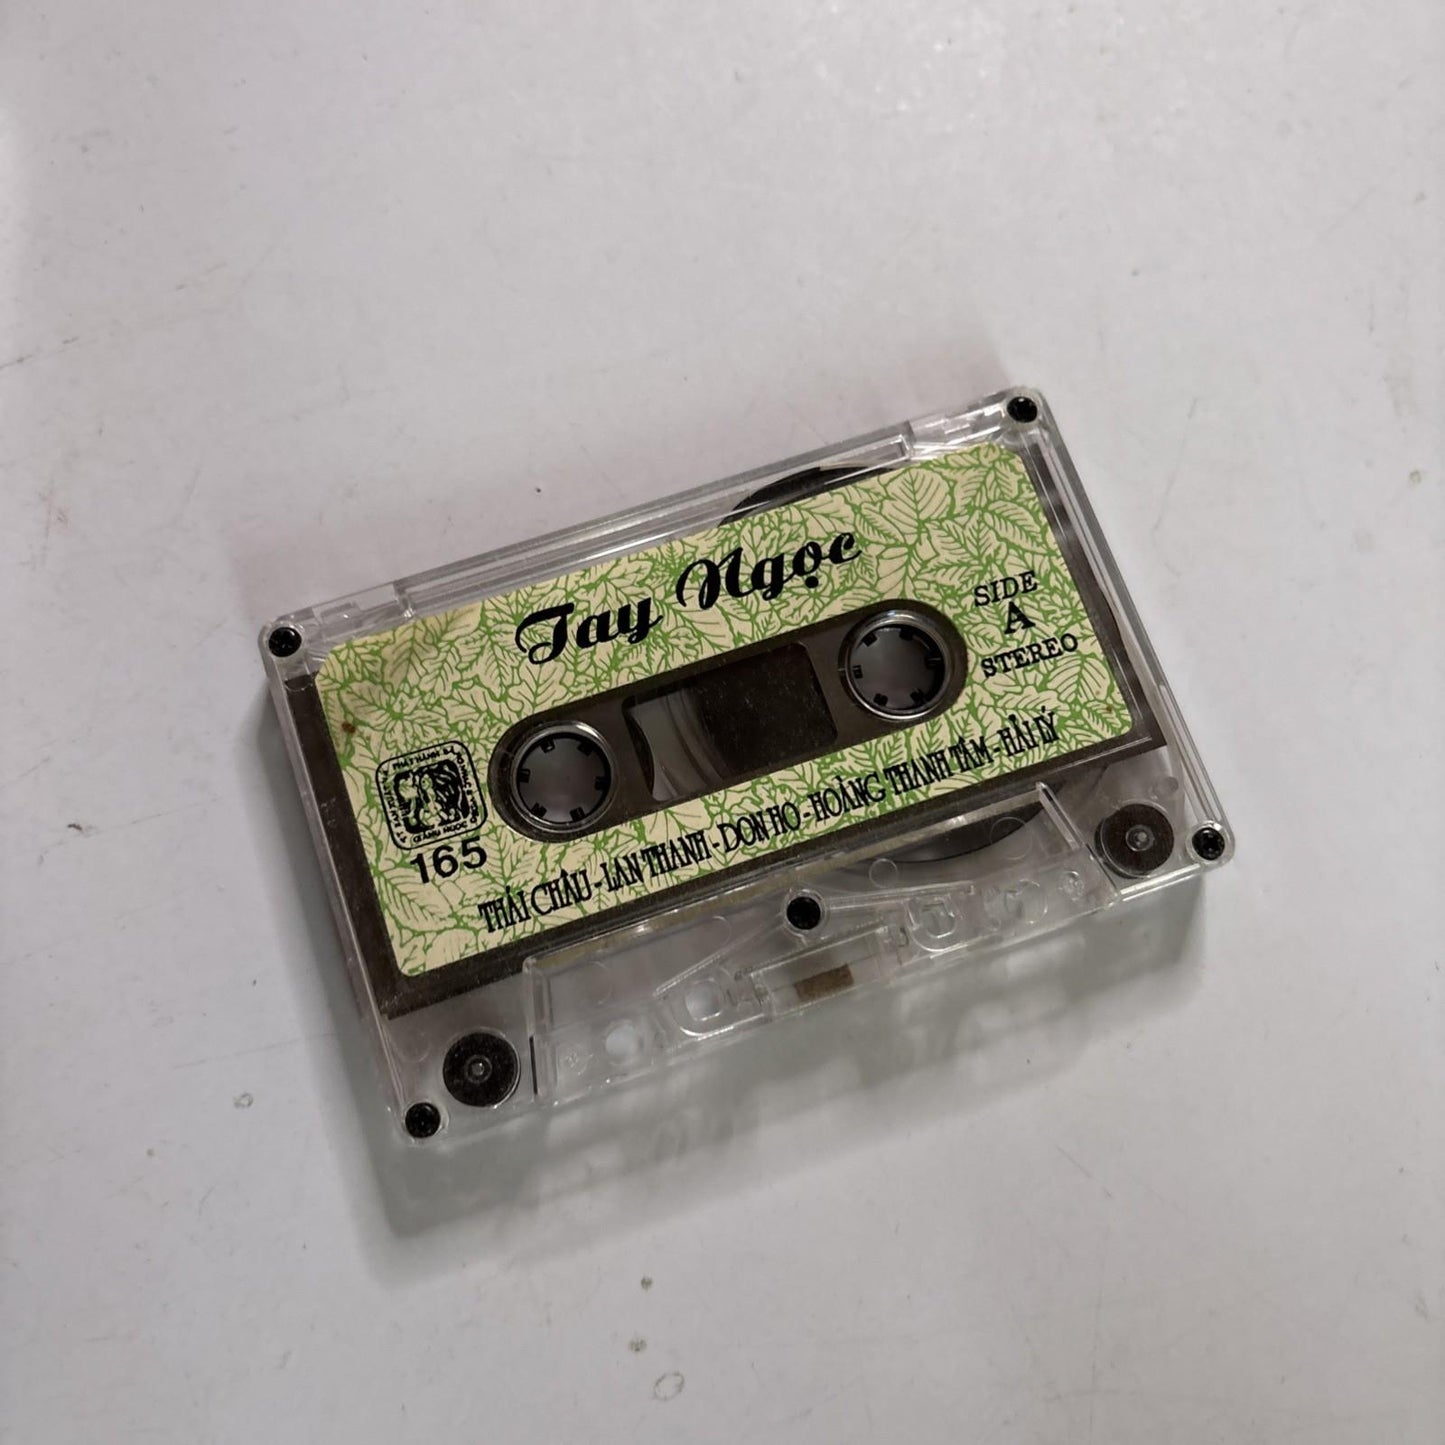 Tay Ngọc
SIDE
A
STEREO
165
THÁI CHÂU - LAN THANH - DON HO - HOÀNG THANH TÂM - HẢI LÝ